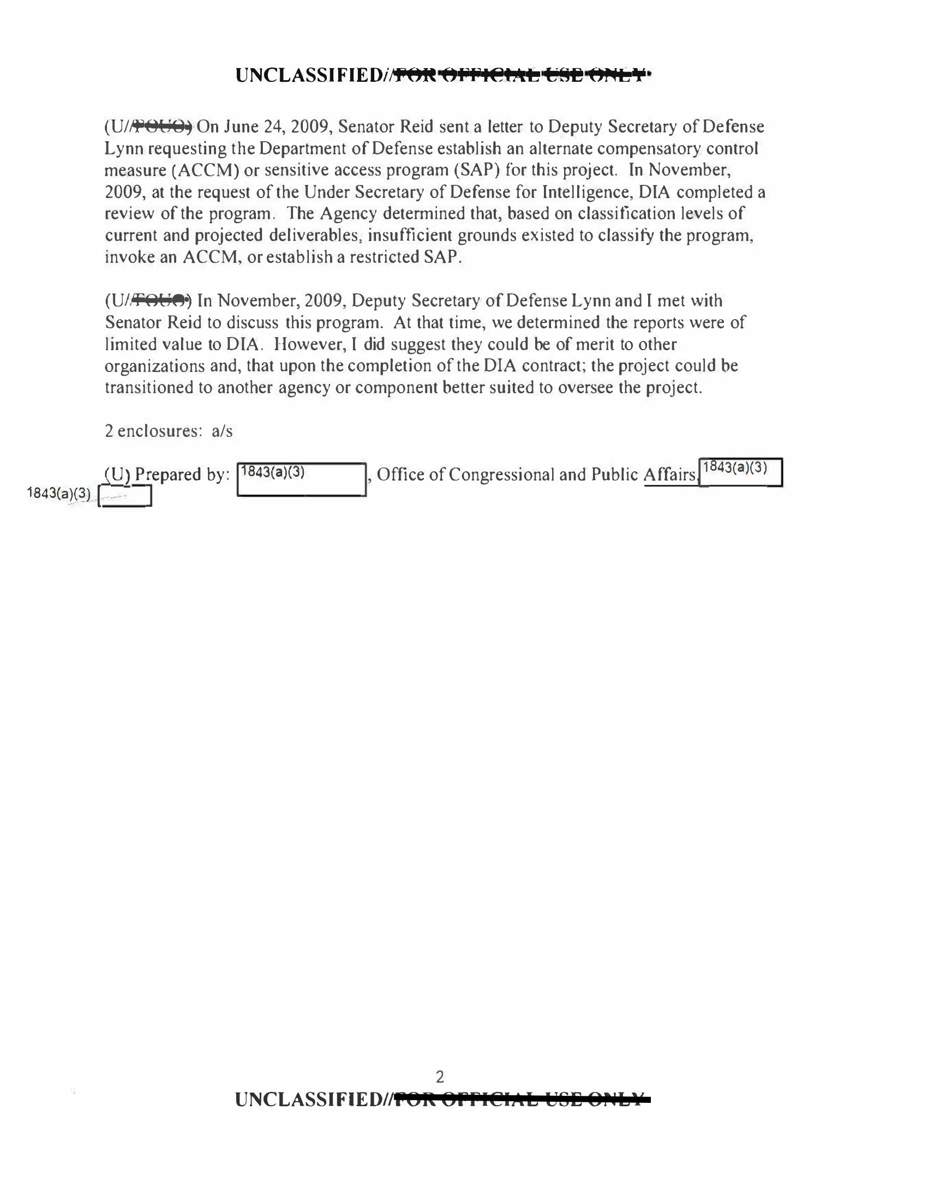 UNCLASSIFIED//FOR OFFICIAL USE ONLY
(U//FOUO) On June 24, 2009, Senator Reid sent a letter to Deputy Secretary of Defense
Lynn requesting the Department of Defense establish an alternate compensatory control
measure (ACCM) or sensitive access program (SAP) for this project. In November,
2009, at the request of the Under Secretary of Defense for Intelligence, DIA completed a
review of the program. The Agency determined that, based on classification levels of
current and projected deliverables, insufficient grounds existed to classify the program,
invoke an ACCM, or establish a restricted SAP.
(U//FOUO) In November, 2009, Deputy Secretary of Defense Lynn and I met with
Senator Reid to discuss this program. At that time, we determined the reports were of
limited value to DIA. However, I did suggest they could be of merit to other
organizations and, that upon the completion of the DIA contract; the project could be
transitioned to another agency or component better suited to oversee the project.
2 enclosures: a/s
(U) Prepared by: 1843(a)(3), Office of Congressional and Public Affairs, 1843(a)(3)
1843(a)(3)
2
UNCLASSIFIED//FOR OFFICIAL USE ONLY